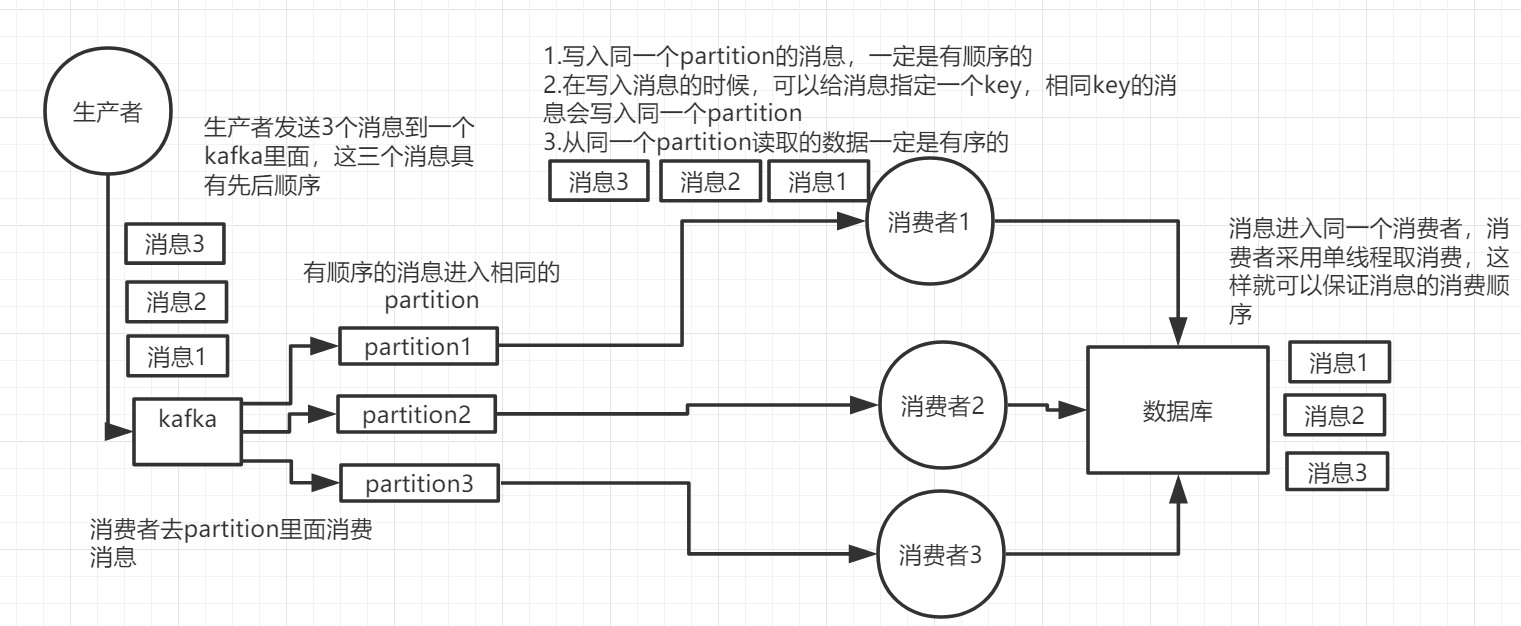 生产者
生产者发送3个消息到一个
kafka里面，这三个消息具
有先后顺序
1.写入同一个partition的消息，一定是有顺序的
2.在写入消息的时候，可以给消息指定一个key，相同key的消
息会写入同一个partition
3.从同一个partition读取的数据一定是有序的
消息3
消息2
消息1
消费者1
消息进入同一个消费者，消
费者采用单线程取消费，这
样就可以保证消息的消费顺
序
消息3
消息2
消息1
有顺序的消息进入相同的
partition
kafka
partition1
partition2
partition3
消费者2
消费者3
数据库
消息1
消息2
消息3
消费者去partition里面消费
消息